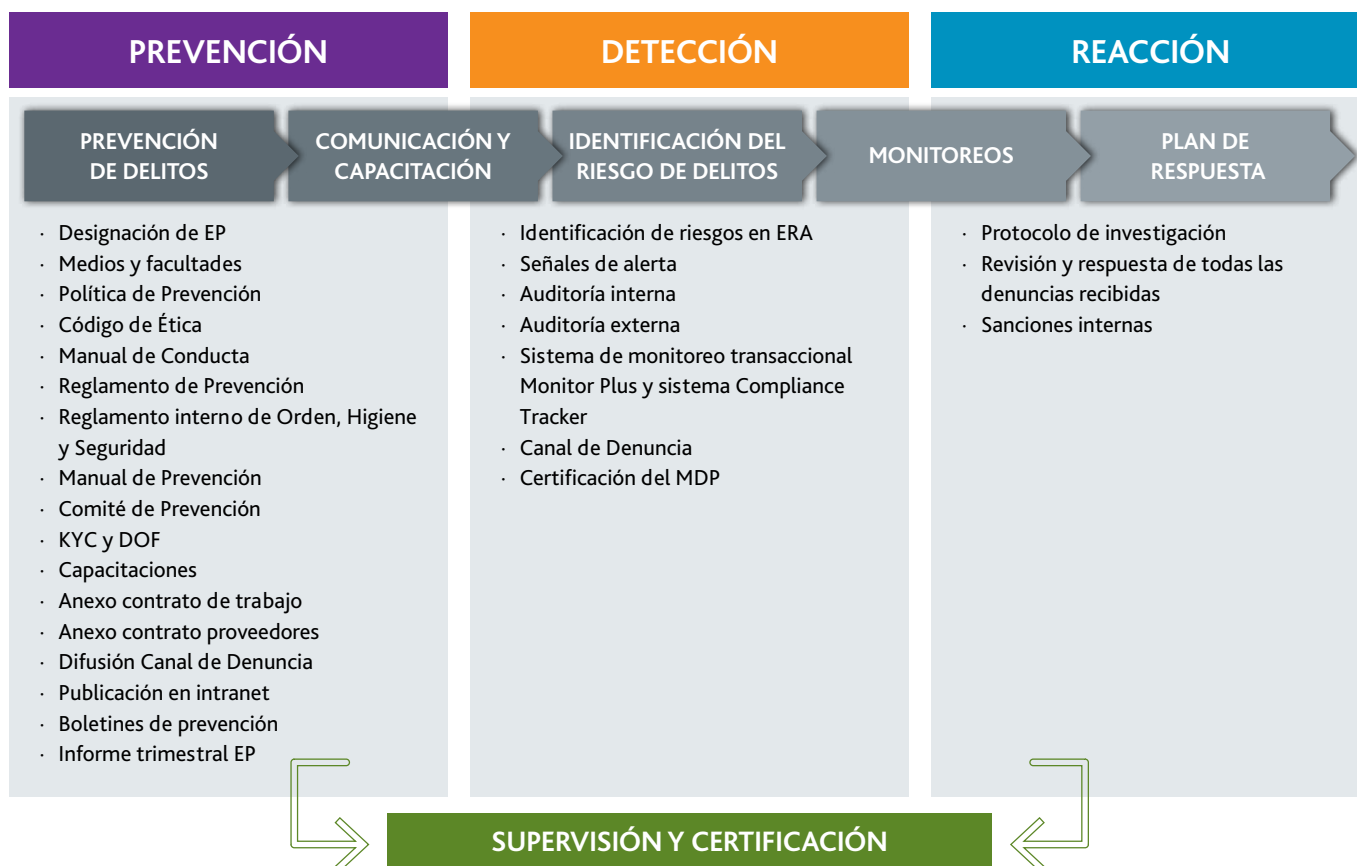 PREVENCIÓN
DETECCIÓN
REACCIÓN
PREVENCIÓN
DE DELITOS
COMUNICACIÓN Y
CAPACITACIÓN
IDENTIFICACIÓN DEL
RIESGO DE DELITOS
MONITOREOS
PLAN DE
RESPUESTA
· Designación de EP
· Medios y facultades
· Política de Prevención
· Código de Ética
· Manual de Conducta
· Reglamento de Prevención
· Reglamento interno de Orden, Higiene
y Seguridad
· Manual de Prevención
· Comité de Prevención
· KYC y DOF
· Capacitaciones
· Anexo contrato de trabajo
· Anexo contrato proveedores
· Difusión Canal de Denuncia
· Publicación en intranet
· Boletines de prevención
· Informe trimestral EP
· Identificación de riesgos en ERA
· Señales de alerta
· Auditoría interna
· Auditoría externa
· Sistema de monitoreo transaccional
Monitor Plus y sistema Compliance
Tracker
· Canal de Denuncia
· Certificación del MDP
· Protocolo de investigación
· Revisión y respuesta de todas las
denuncias recibidas
· Sanciones internas
SUPERVISIÓN Y CERTIFICACIÓN